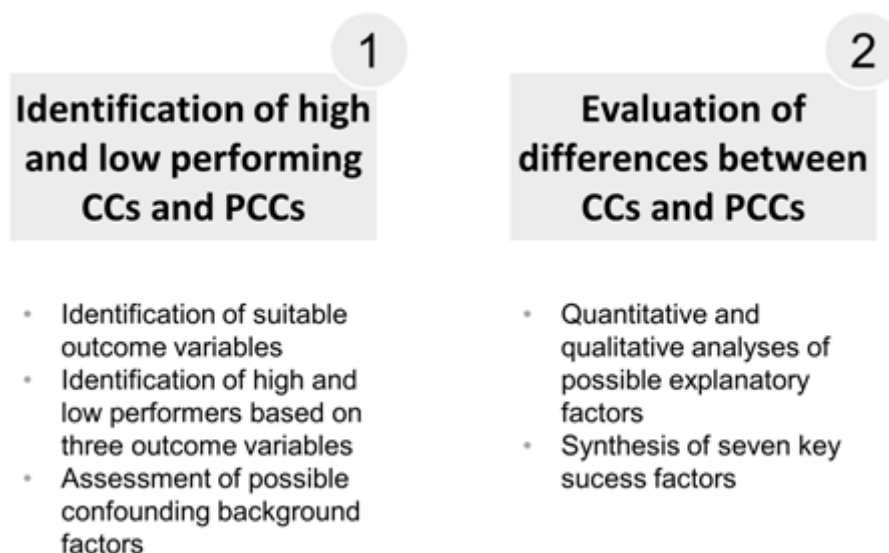 1
Identification of high
and low performing
CCs and PCCs
• Identification of suitable
outcome variables
• Identification of high and
low performers based on
three outcome variables
• Assessment of possible
confounding background
factors
2
Evaluation of
differences between
CCs and PCCs
• Quantitative and
qualitative analyses of
possible explanatory
factors
• Synthesis of seven key
sucess factors